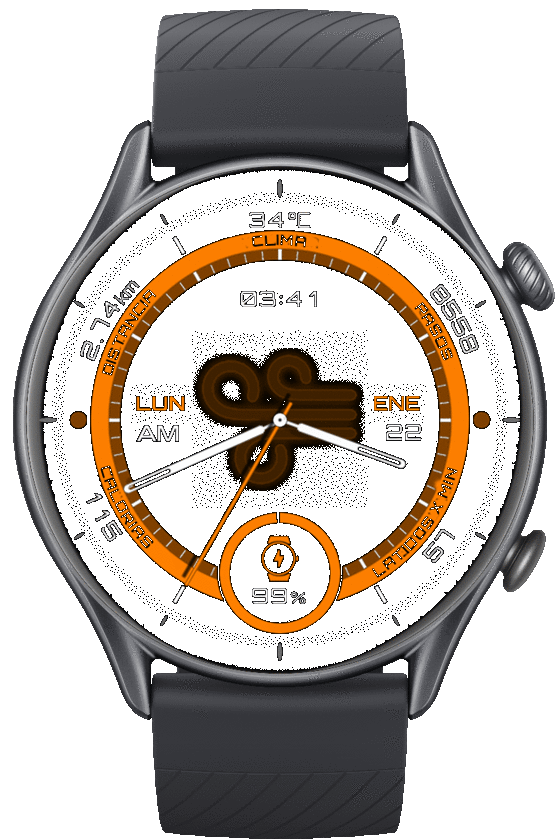 34°C
CLIMA
03:41
2.74km
DISTANCIA
8558
PASOS
LUN
ENE
AM
22
CALORIAS
115
LATIDOS X MIN
57
99%